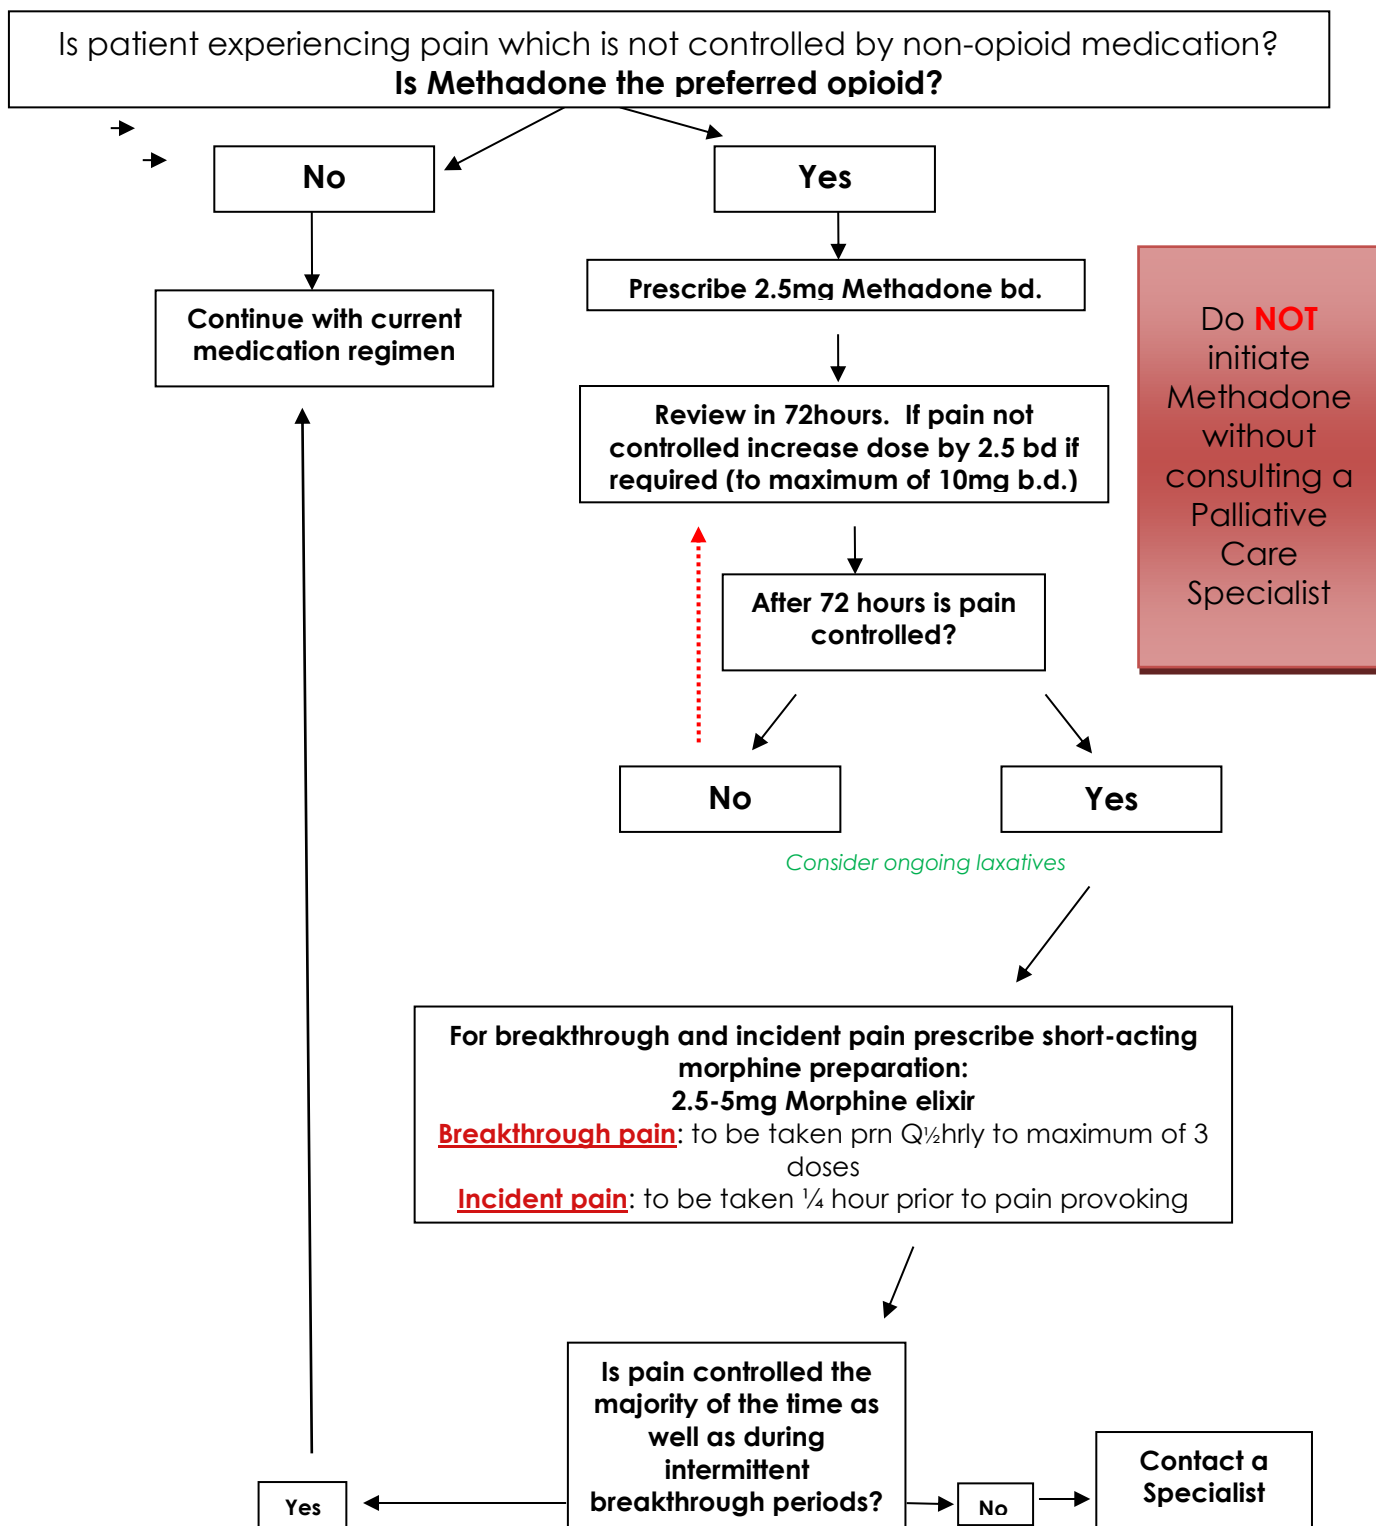 Is patient experiencing pain which is not controlled by non-opioid medication?
Is Methadone the preferred opioid?
No
Yes
Prescribe 2.5mg Methadone bd.
Continue with current
medication regimen
Do NOT
initiate
Methadone
without
consulting a
Palliative
Care
Specialist
Review in 72hours.  If pain not
controlled increase dose by 2.5 bd if
required (to maximum of 10mg b.d.)
After 72 hours is pain
controlled?
No
Yes
Consider ongoing laxatives
For breakthrough and incident pain prescribe short-acting
morphine preparation:
2.5-5mg Morphine elixir
Breakthrough pain: to be taken prn Q½hrly to maximum of 3
doses
Incident pain: to be taken ¼ hour prior to pain provoking
Is pain controlled the
majority of the time as
well as during
intermittent
breakthrough periods?
Yes
No
Contact a
Specialist